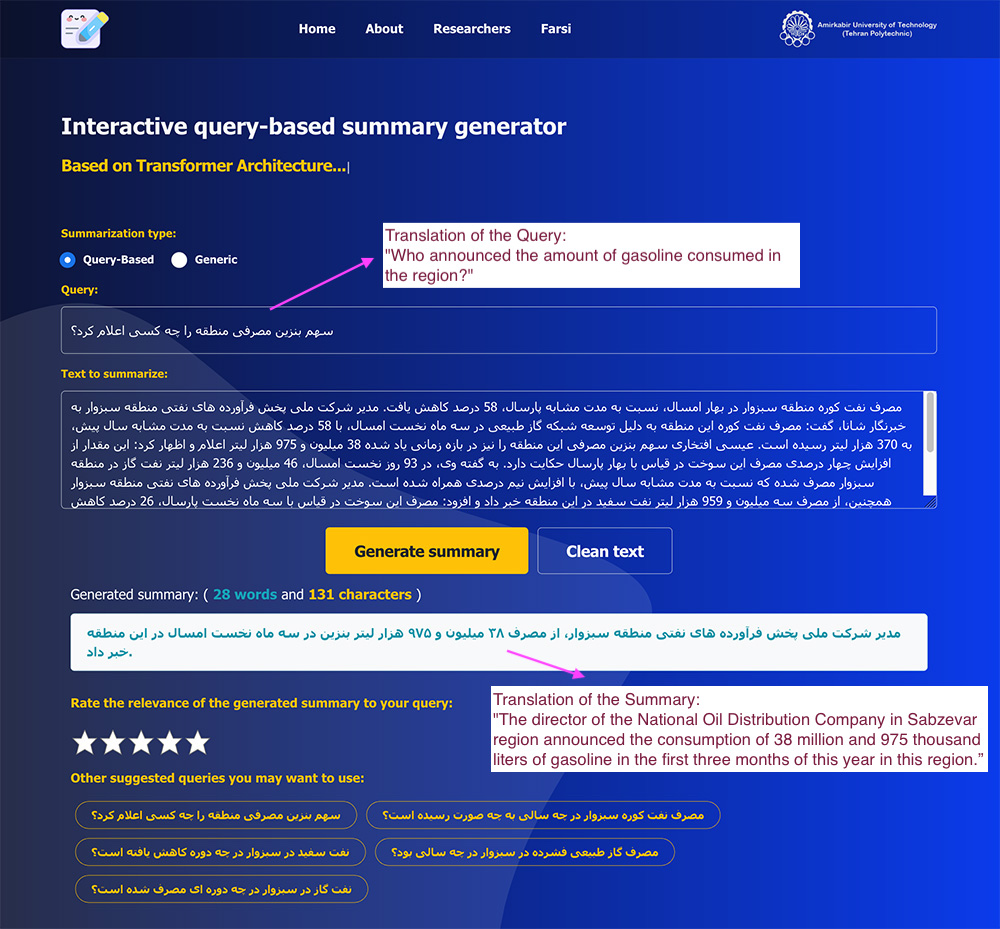 Home About Researchers Farsi
Amirkabir University of Technology
(Tehran Polytechnic)
Interactive query-based summary generator
Based on Transformer Architecture...|
Summarization type:
Query-Based Generic
Translation of the Query:
"Who announced the amount of gasoline consumed in
the region?"
Query:
سهم بنزین مصرفی منطقه را چه کسی اعلام کرد؟
Text to summarize:
مصرف نفت کوره منطقه سبزوار در بهار امسال، نسبت به مدت مشابه پارسال، 58 درصد کاهش یافت. مدیر شرکت ملی پخش فرآورده های نفتی منطقه سبزوار به
خبرنگار شانا، گفت: مصرف نفت کوره این منطقه به دلیل توسعه شبکه گاز طبیعی در سه ماه نخست امسال، با 58 درصد کاهش نسبت به مدت مشابه سال پیش،
به 370 هزار لیتر رسیده است. عیسی افتخاری سهم بنزین مصرفی این منطقه را نیز در بازه زمانی یاد شده 38 میلیون و 975 هزار لیتر اعلام و اظهار کرد: این مقدار از
افزایش چهار درصدی مصرف این سوخت در قیاس با بهار پارسال حکایت دارد. به گفته وی، در 93 روز نخست امسال، 46 میلیون و 236 هزار لیتر نفت گاز در منطقه
سبزوار مصرف شده که نسبت به مدت مشابه سال پیش، با افزایش نیم درصدی همراه شده است. مدیر شرکت ملی پخش فرآورده های نفتی منطقه سبزوار
همچنین، از مصرف سه میلیون و 959 هزار لیتر نفت سفید در این منطقه خبر داد و افزود: مصرف این سوخت در قیاس با سه ماه نخست پارسال، 26 درصد کاهش
Generate summary Clean text
Generated summary: ( 28 words and 131 characters )
مدیر شرکت ملی پخش فرآورده های نفتی منطقه سبزوار، از مصرف ۳۸ میلیون و ۹۷۵ هزار لیتر بنزین در سه ماه نخست امسال در این منطقه
خبر داد.
Translation of the Summary:
"The director of the National Oil Distribution Company in Sabzevar
region announced the consumption of 38 million and 975 thousand
liters of gasoline in the first three months of this year in this region.”
Rate the relevance of the generated summary to your query:
Other suggested queries you may want to use:
سهم بنزین مصرفی منطقه را چه کسی اعلام کرد؟
مصرف نفت کوره سبزوار در چه سالی به چه صورت رسیده است؟
نفت سفید در سبزوار در چه دوره کاهش یافته است؟
مصرف گاز طبیعی فشرده در سبزوار در چه سالی بود؟
نفت گاز در سبزوار در چه دوره ای مصرف شده است؟